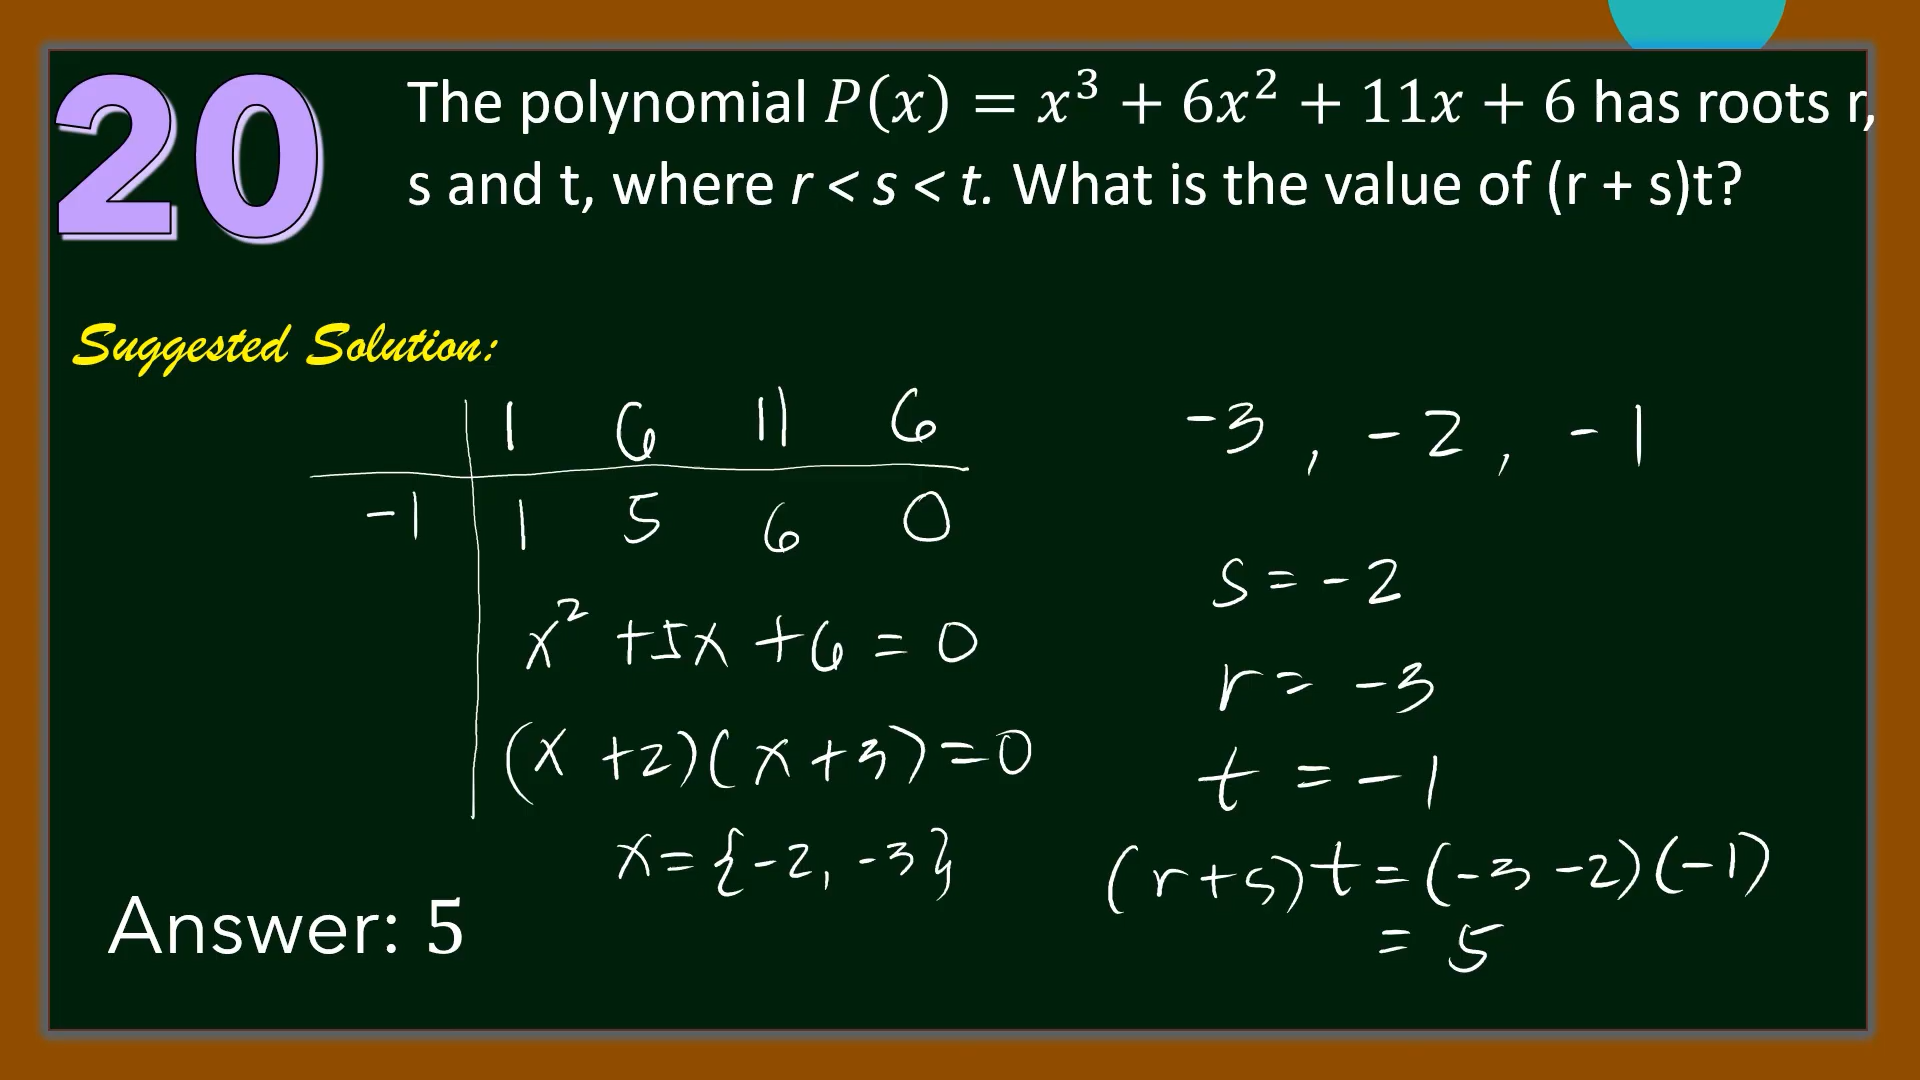 20
The polynomial P(x) = x³ + 6x² + 11x + 6 has roots r,
s and t, where r < s < t. What is the value of (r + s)t?
Suggested Solution:
1 6 11 6
-1 1 5 6 0
x² + 5x + 6 = 0
(x + 2)(x + 3) = 0
x = {-2, -3}
Answer: 5
-3, -2, -1
s = -2
r = -3
t = -1
(r + s)t = (-3 -2)(-1)
= 5